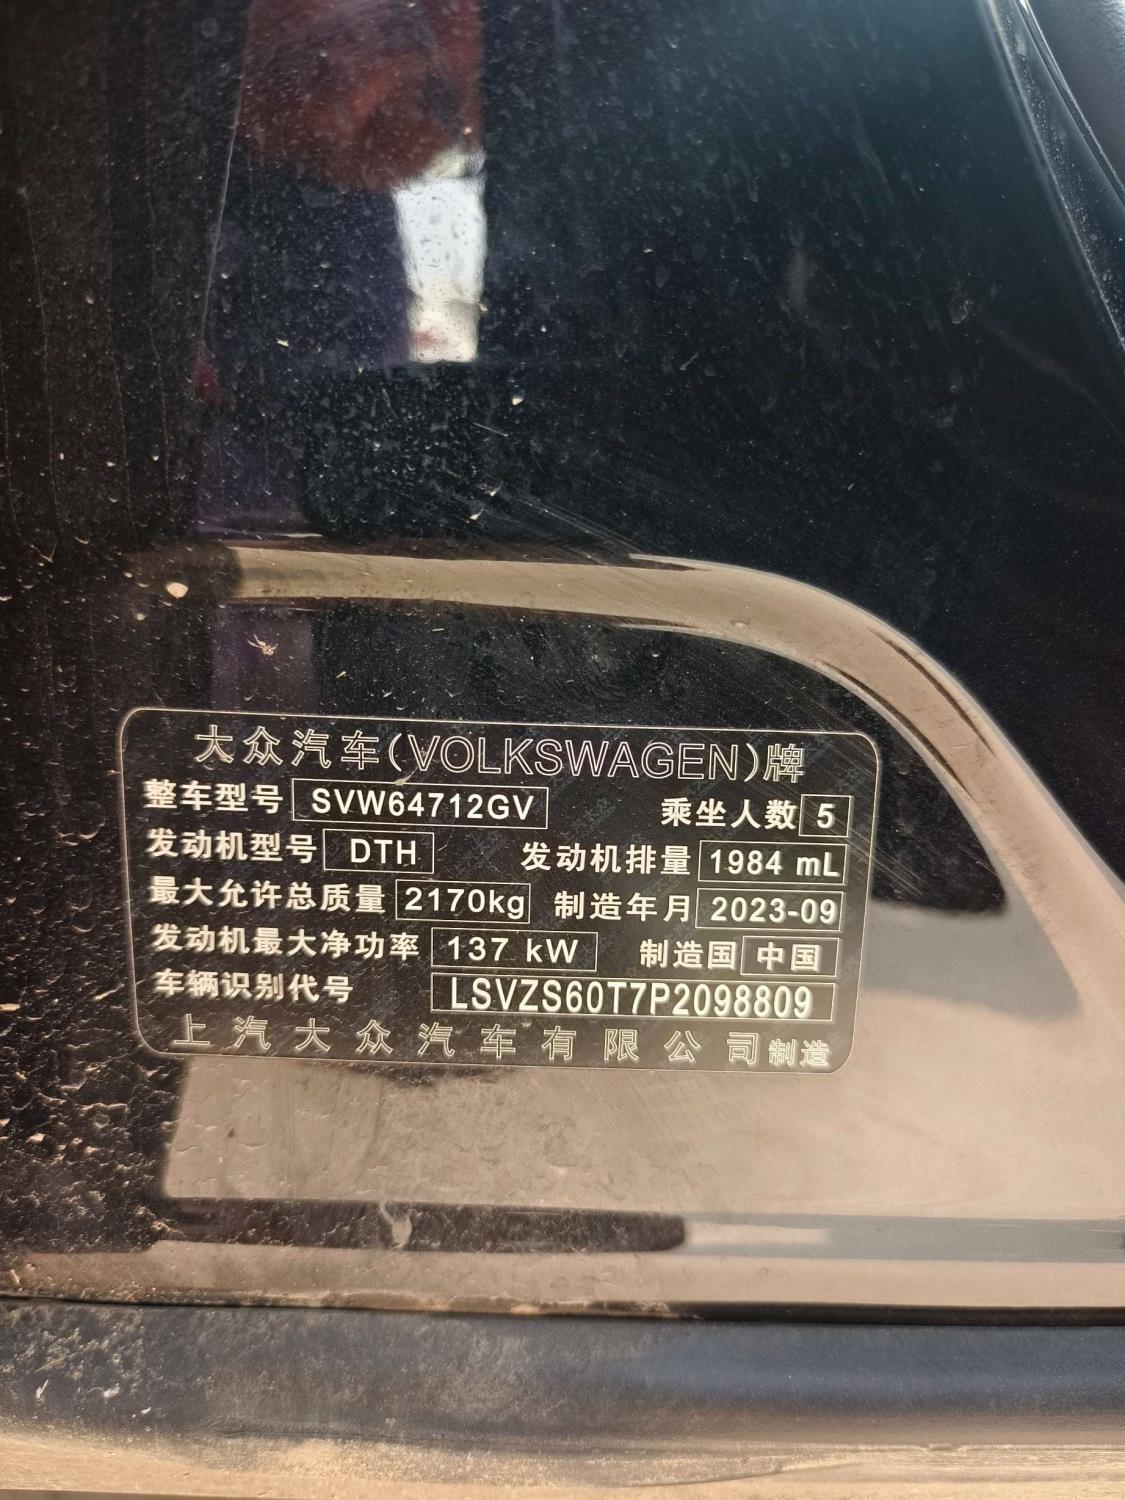 大众汽车(VOLKSWAGEN)牌
整车型号 SVW64712GV 乘坐人数 5
发动机型号 DTH 发动机排量 1984 mL
最大允许总质量 2170kg 制造年月 2023-09
发动机最大净功率 137 kW 制造国 中国
车辆识别代号 LSVZS60T7P2098809
上汽大众汽车有限公司制造